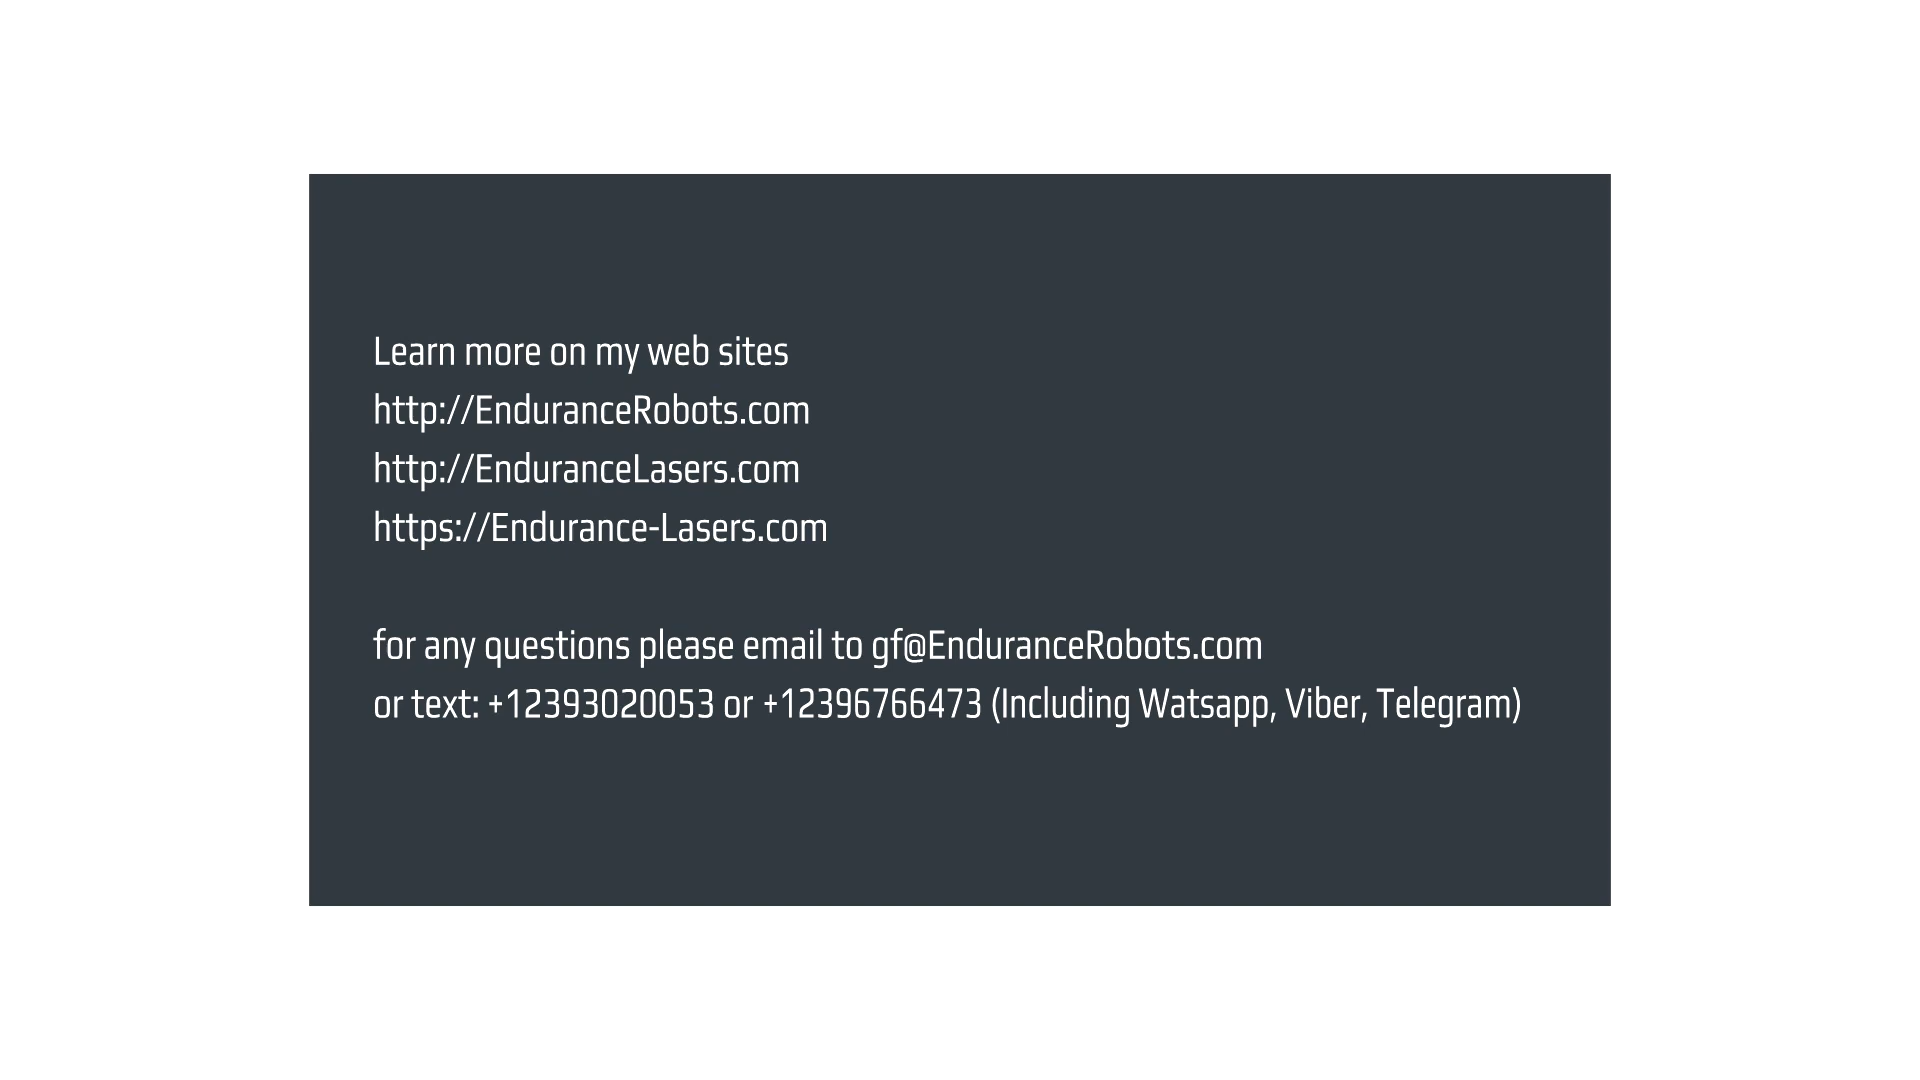 Learn more on my web sites
http://EnduranceRobots.com
http://EnduranceLasers.com
https://Endurance-Lasers.com
for any questions please email to gf@EnduranceRobots.com
or text: +12393020053 or +12396766473 (Including Watsapp, Viber, Telegram)